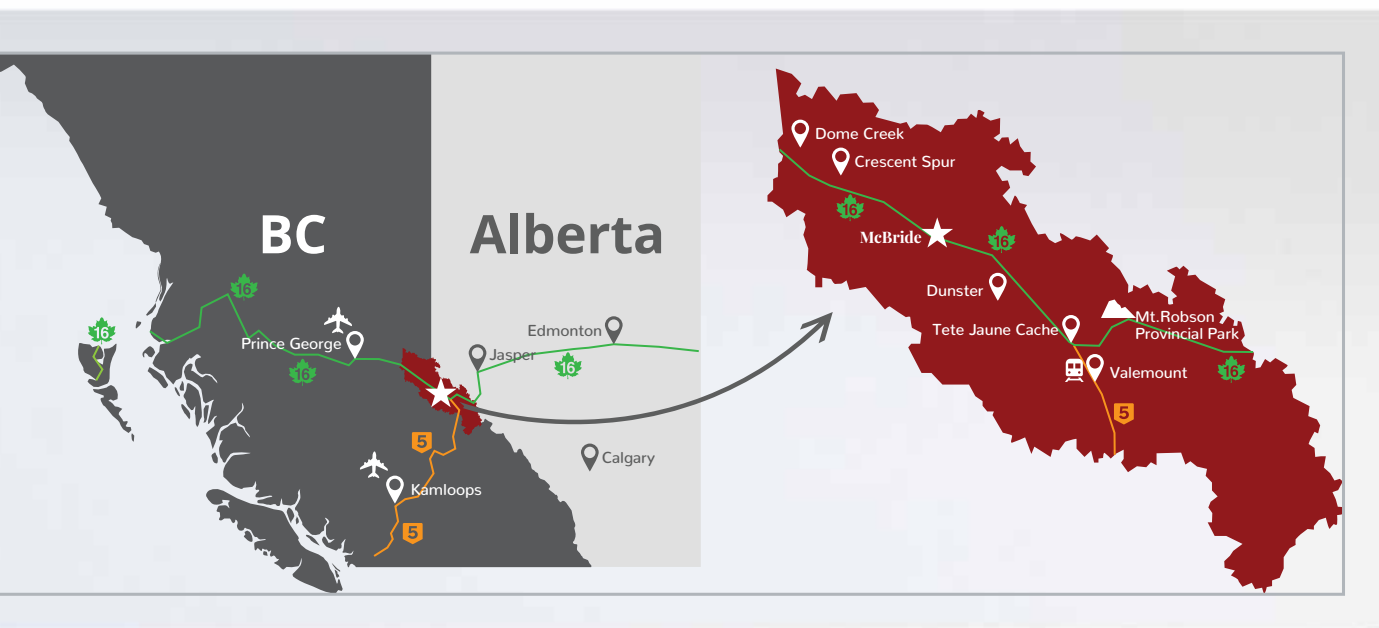 BC
Alberta
16
16
Prince George
16
Edmonton
Jasper
16
5
Calgary
Kamloops
5
Dome Creek
Crescent Spur
16
McBride
16
Dunster
Tete Jaune Cache
Mt.Robson
Provincial Park
Valemount
16
5